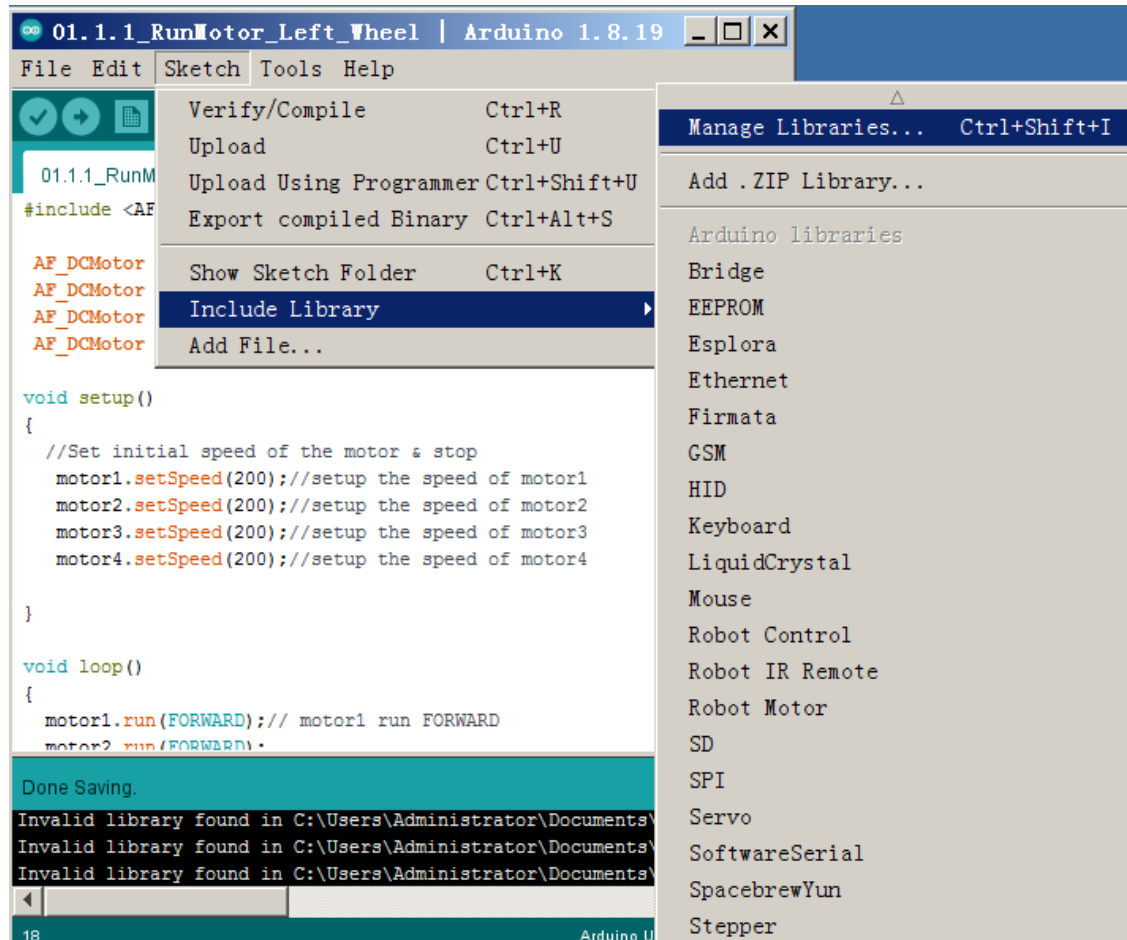 01.1.1_RunMotor_Left_Wheel | Arduino 1.8.19
File Edit Sketch Tools Help
Verify/Compile Ctrl+R
Upload Ctrl+U
Upload Using Programmer Ctrl+Shift+U
Export compiled Binary Ctrl+Alt+S
Show Sketch Folder Ctrl+K
Include Library
Add File...
Manage Libraries... Ctrl+Shift+I
Add .ZIP Library...
Arduino libraries
Bridge
EEPROM
Esplora
Ethernet
Firmata
GSM
HID
Keyboard
LiquidCrystal
Mouse
Robot Control
Robot IR Remote
Robot Motor
SD
SPI
Servo
SoftwareSerial
SpacebrewYun
Stepper
01.1.1_RunM
#include <AF
AF_DCMotor
AF_DCMotor
AF_DCMotor
AF_DCMotor
void setup()
{
//Set initial speed of the motor & stop
motor1.setSpeed(200);//setup the speed of motor1
motor2.setSpeed(200);//setup the speed of motor2
motor3.setSpeed(200);//setup the speed of motor3
motor4.setSpeed(200);//setup the speed of motor4
}
void loop()
{
motor1.run(FORWARD);// motor1 run FORWARD
motor2.run(FORWARD);
Done Saving.
Invalid library found in C:\Users\Administrator\Documents\
Invalid library found in C:\Users\Administrator\Documents\
Invalid library found in C:\Users\Administrator\Documents\
18 Arduino U